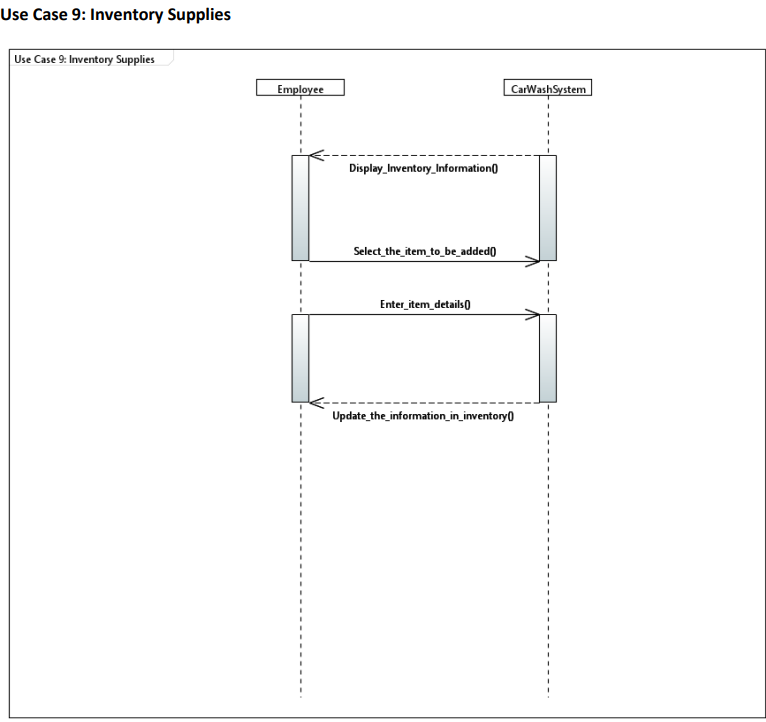 Use Case 9: Inventory Supplies
Use Case 9: Inventory Supplies
Employee
CarWashSystem
Display_Inventory_Information()
Select_the_item_to_be_added()
Enter_item_details()
Update_the_information_in_inventory()